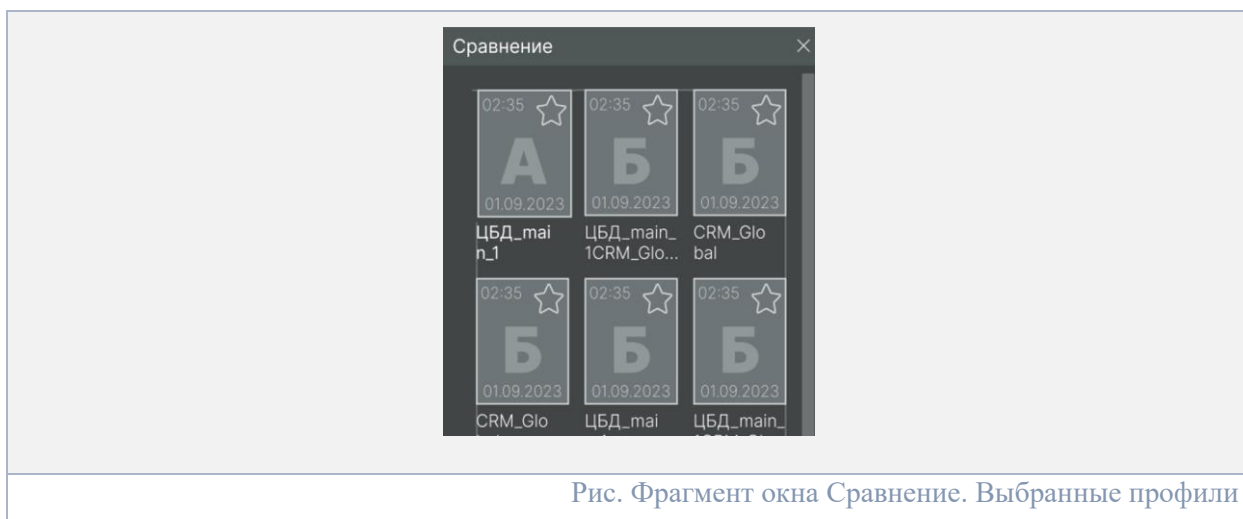 Сравнение
02:35 02:35 02:35
А Б Б
01.09.2023 01.09.2023 01.09.2023
ЦБД_mai ЦБД_main_ CRM_Glo
n_1 1CRM_Glo... bal
02:35 02:35 02:35
Б Б Б
01.09.2023 01.09.2023 01.09.2023
CRM_Glo ЦБД_mai ЦБД_main_
Рис. Фрагмент окна Сравнение. Выбранные профили